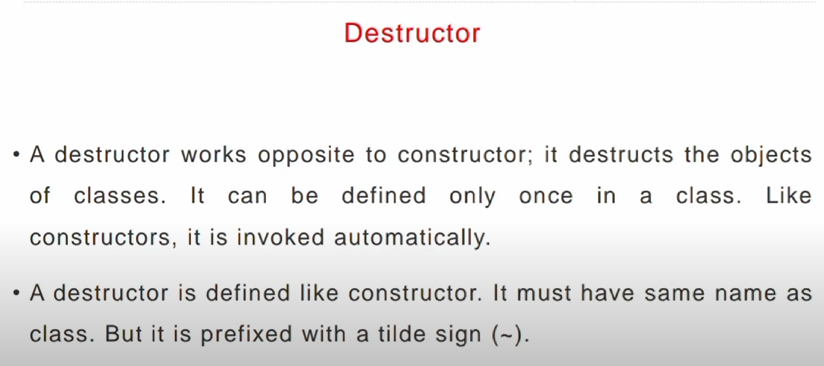 Destructor
• A destructor works opposite to constructor; it destructs the objects
of classes. It can be defined only once in a class. Like
constructors, it is invoked automatically.
• A destructor is defined like constructor. It must have same name as
class. But it is prefixed with a tilde sign (~).